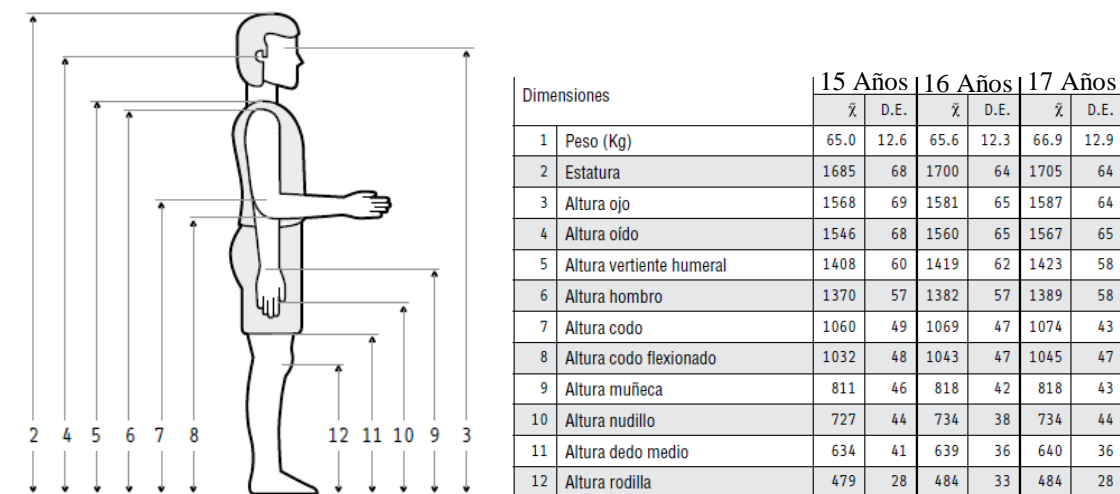 2 4 5 6 7 8 12 11 10 9 3
Dimensiones 15 Años 16 Años 17 Años
x̃ D.E. x̃ D.E. x̃ D.E.
1 Peso (Kg) 65.0 12.6 65.6 12.3 66.9 12.9
2 Estatura 1685 68 1700 64 1705 64
3 Altura ojo 1568 69 1581 65 1587 64
4 Altura oído 1546 68 1560 65 1567 65
5 Altura vertiente humeral 1408 60 1419 62 1423 58
6 Altura hombro 1370 57 1382 57 1389 58
7 Altura codo 1060 49 1069 47 1074 43
8 Altura codo flexionado 1032 48 1043 47 1045 47
9 Altura muñeca 811 46 818 42 818 43
10 Altura nudillo 727 44 734 38 734 44
11 Altura dedo medio 634 41 639 36 640 36
12 Altura rodilla 479 28 484 33 484 28